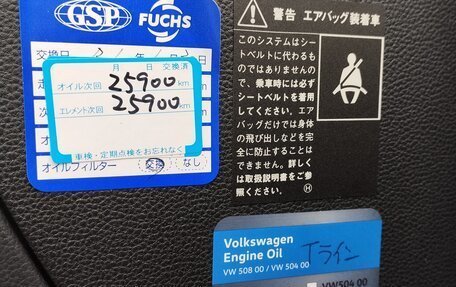 GSP FUCHS
交換日
月 日 交換済
オイル次回 25900 km
エレメント次回 25900 km
車検・定期点検をお忘れなく
オイルフィルター 交換 なし
警告 エアバッグ装着車
このシステムはシー
トベルトに代わるも
のではありませんの
で、乗車時には必ず
シートベルトを着用
してください。エア
バッグだけでは身体
の飛び出しなどを完
全に防止することは
できません。詳しく
は取扱説明書をご参
照ください。
Volkswagen
Engine Oil
VW 508 00 / VW 504 00
Tライン
VW504 00